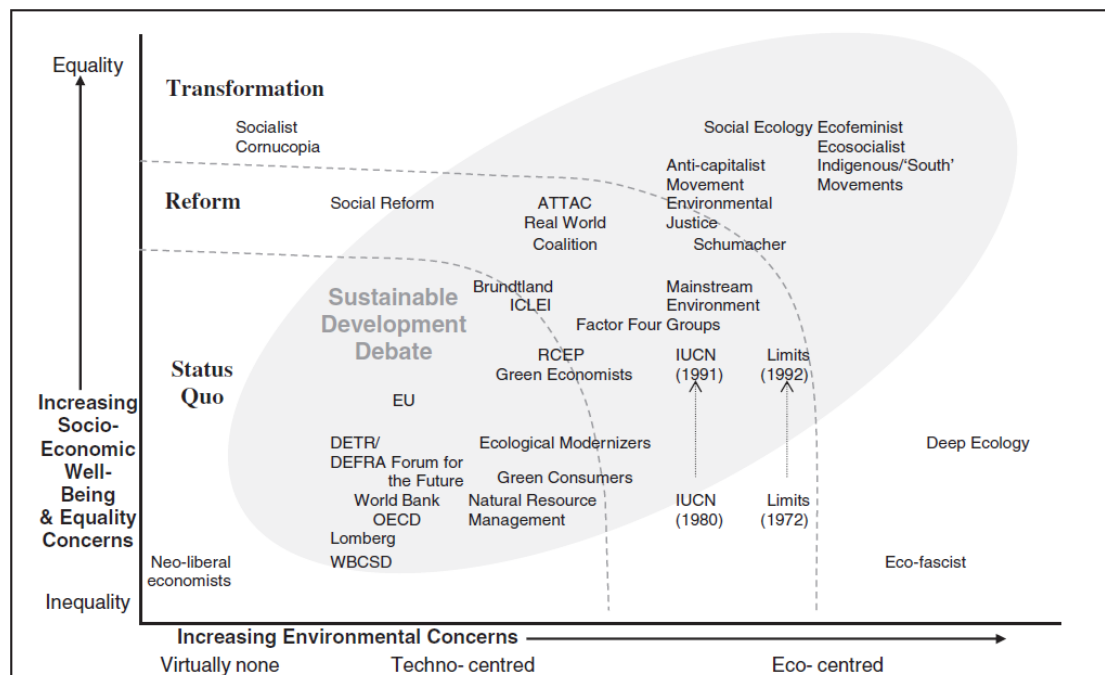 Equality
Transformation
Socialist
Cornucopia
Social Ecology
Ecofeminist
Ecosocialist
Indigenous/'South'
Movements
Anti-capitalist
Movement
Environmental
Justice
Reform
Social Reform
ATTAC
Real World
Coalition
Schumacher
Sustainable
Development
Debate
Brundtland
ICLEI
Mainstream
Environment
Factor Four Groups
Status
Quo
RCEP
Green Economists
IUCN
(1991)
Limits
(1992)
EU
Increasing
Socio-
Economic
Well-
Being
& Equality
Concerns
DETR/
DEFRA
Forum for
the Future
Ecological Modernizers
Green Consumers
Deep Ecology
World Bank
OECD
Natural Resource
Management
IUCN
(1980)
Limits
(1972)
Lomberg
WBCSD
Neo-liberal
economists
Eco-fascist
Inequality
Increasing Environmental Concerns
Virtually none
Techno- centred
Eco- centred